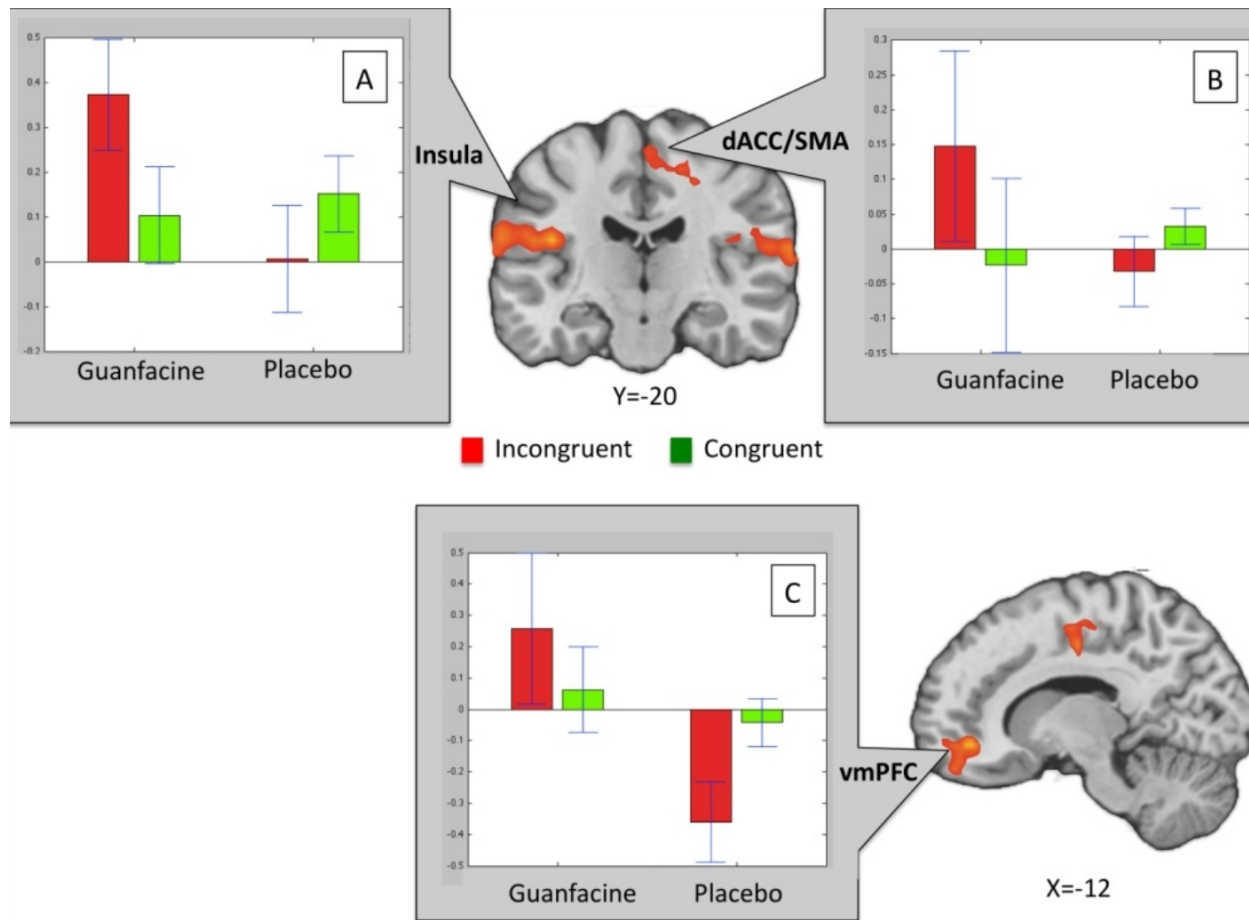 0.5
0.4
0.3
0.2
0.1
0
-0.1
-0.2
A
Guanfacine Placebo
Insula
dACC/SMA
Y=-20
0.3
0.25
0.2
0.15
0.1
0.05
0
-0.05
-0.1
-0.15
B
Guanfacine Placebo
Incongruent Congruent
0.5
0.4
0.3
0.2
0.1
0
-0.1
-0.2
-0.3
-0.4
-0.5
C
Guanfacine Placebo
vmPFC
X=-12